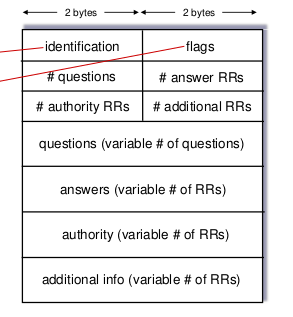 2 bytes 2 bytes
identification flags
# questions # answer RRs
# authority RRs # additional RRs
questions (variable # of questions)
answers (variable # of RRs)
authority (variable # of RRs)
additional info (variable # of RRs)